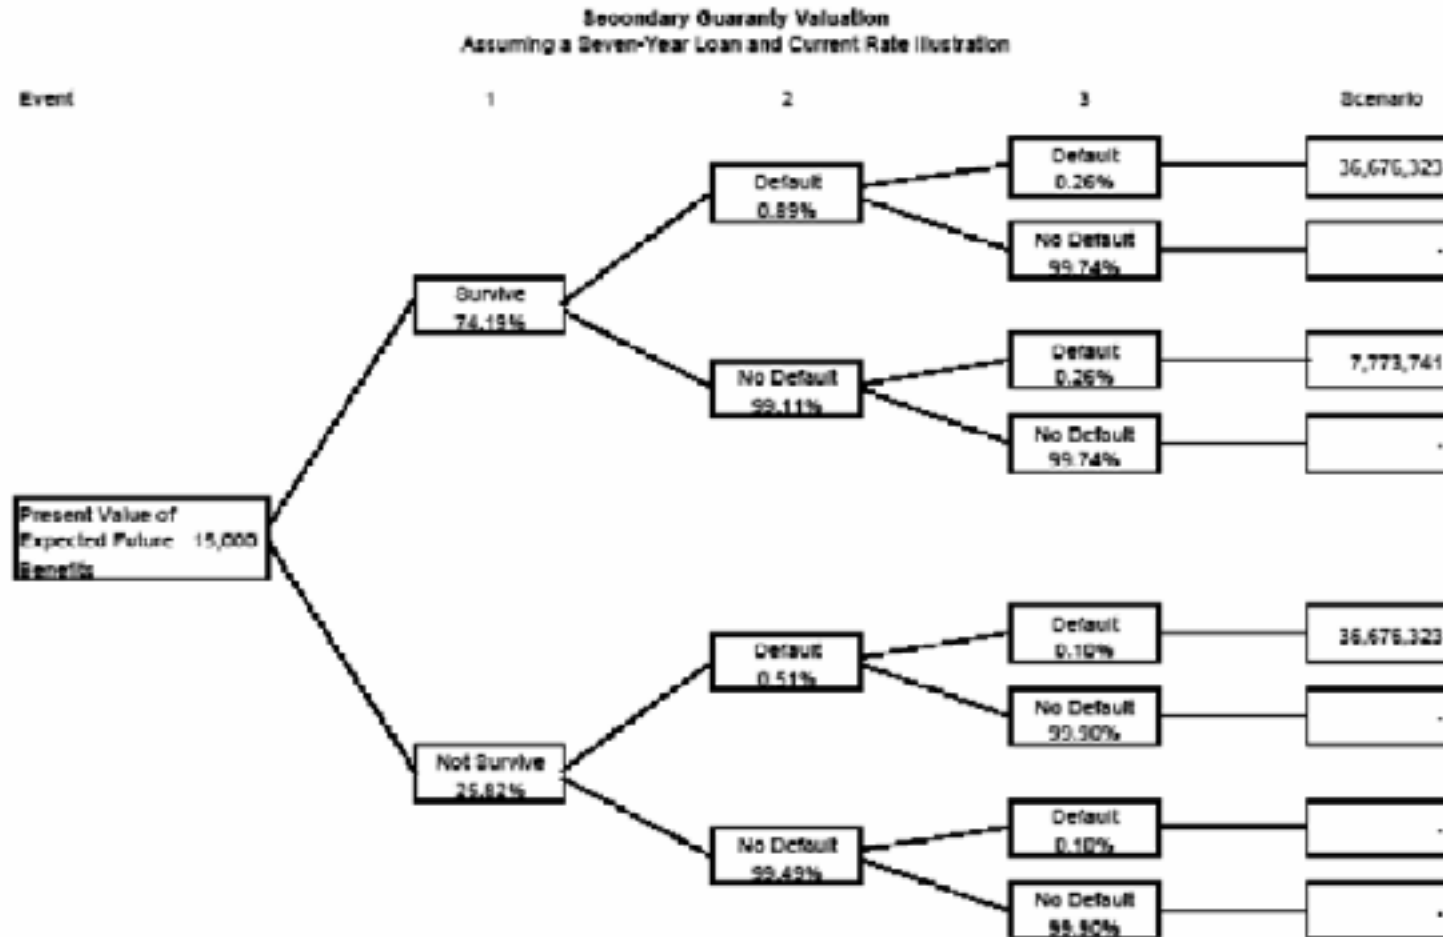 Secondary Guaranty Valuation
Assuming a Seven-Year Loan and Current Rate Illustration
Event 1 2 3 Scenario
Default
0.26%
36,676,323
Default
0.89%
No Default
99.74%
-
Survive
74.19%
Default
0.26%
7,773,741
No Default
99.11%
No Default
99.74%
-
Present Value of
Expected Future
Benefits
Default
0.10%
36,676,323
Default
0.51%
No Default
99.90%
-
Not Survive
25.82%
Default
0.10%
-
No Default
99.49%
No Default
99.90%
-